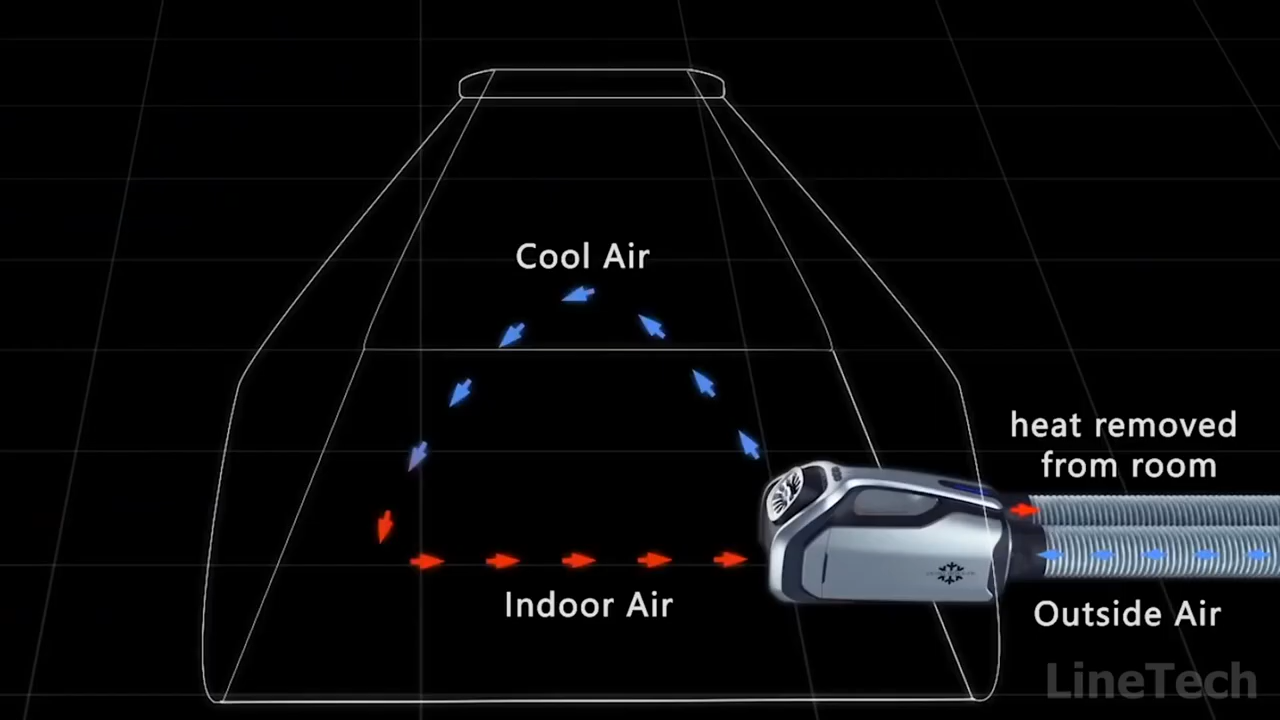 Cool Air
heat removed
from room
Indoor Air
Outside Air
LineTech